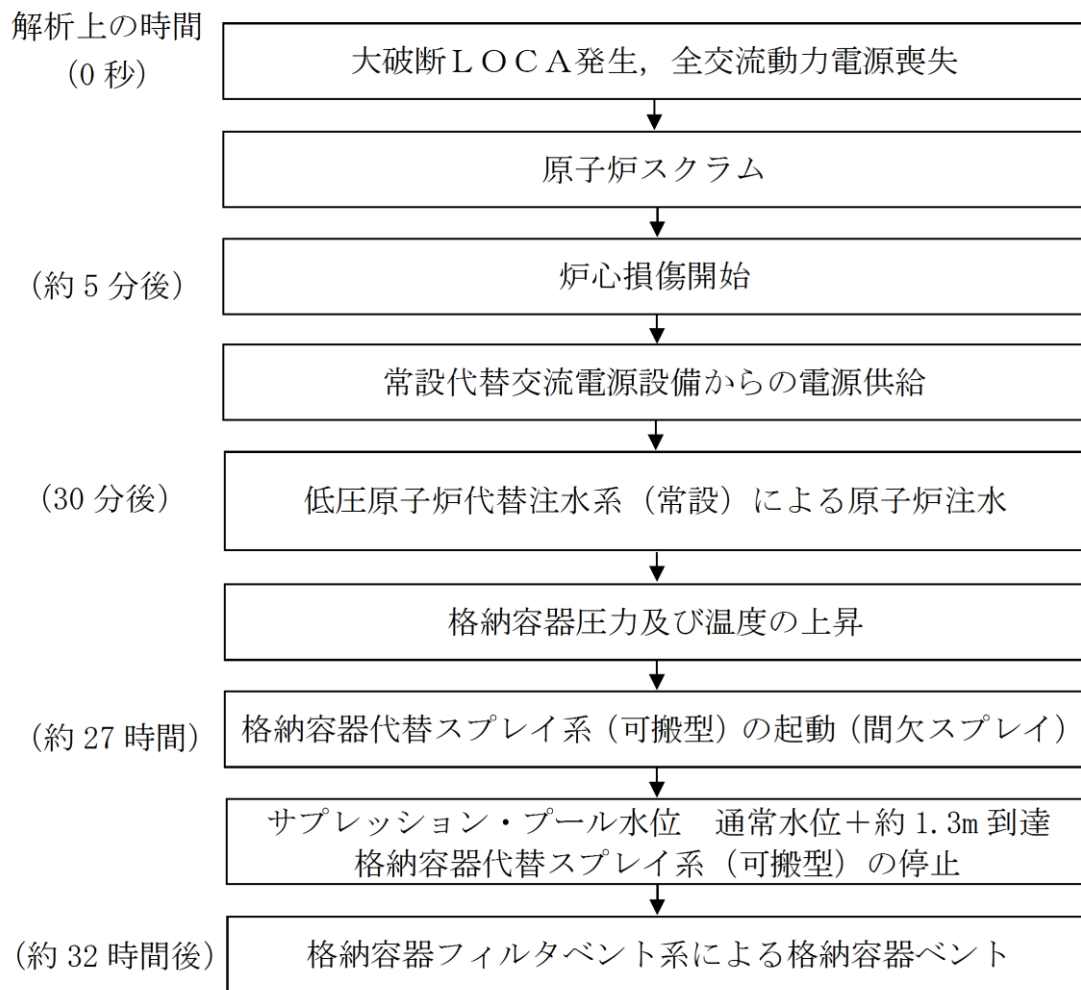 解析上の時間
(0 秒)
大破断ＬＯＣＡ発生，全交流動力電源喪失
原子炉スクラム
(約 5 分後)
炉心損傷開始
常設代替交流電源設備からの電源供給
(30 分後)
低圧原子炉代替注水系（常設）による原子炉注水
格納容器圧力及び温度の上昇
(約 27 時間)
格納容器代替スプレイ系（可搬型）の起動（間欠スプレイ）
サプレッション・プール水位　通常水位＋約 1.3m 到達
格納容器代替スプレイ系（可搬型）の停止
(約 32 時間後)
格納容器フィルタベント系による格納容器ベント